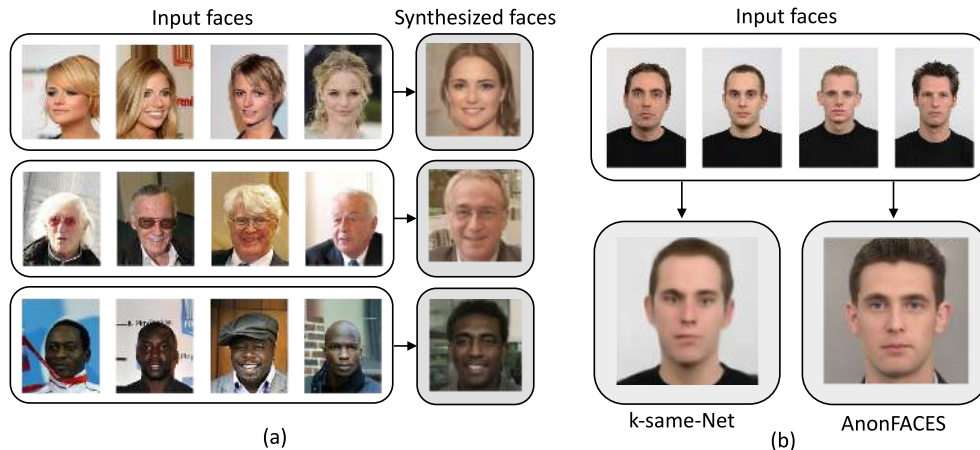 Input faces
Synthesized faces
(a)
Input faces
k-same-Net
AnonFACES
(b)